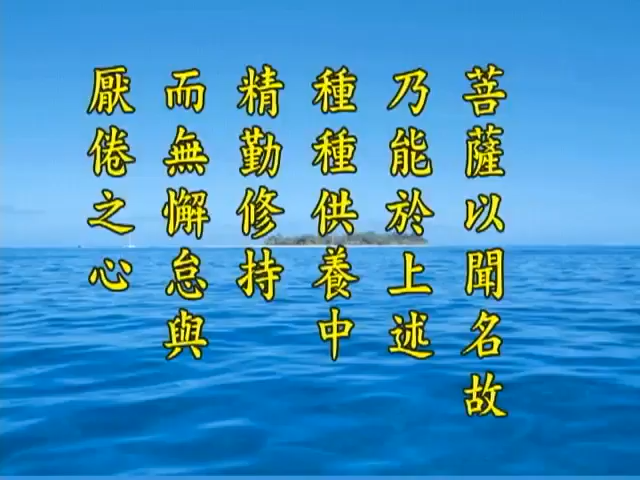 菩薩以聞名故
乃能於上述
種種供養中
精勤修持
而無懈怠與
厭倦之心